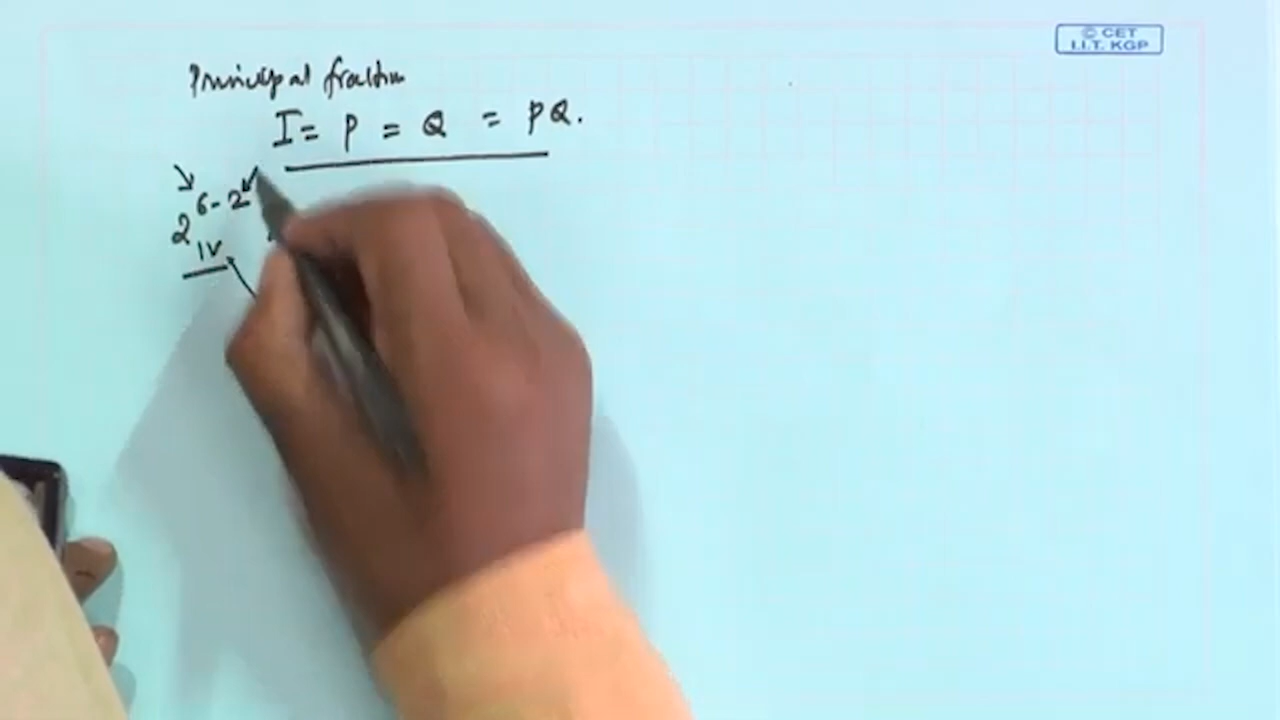 © CET
I.I.T. KGP
Principal fraction
I = P = Q = PQ.
2 6-2
IV